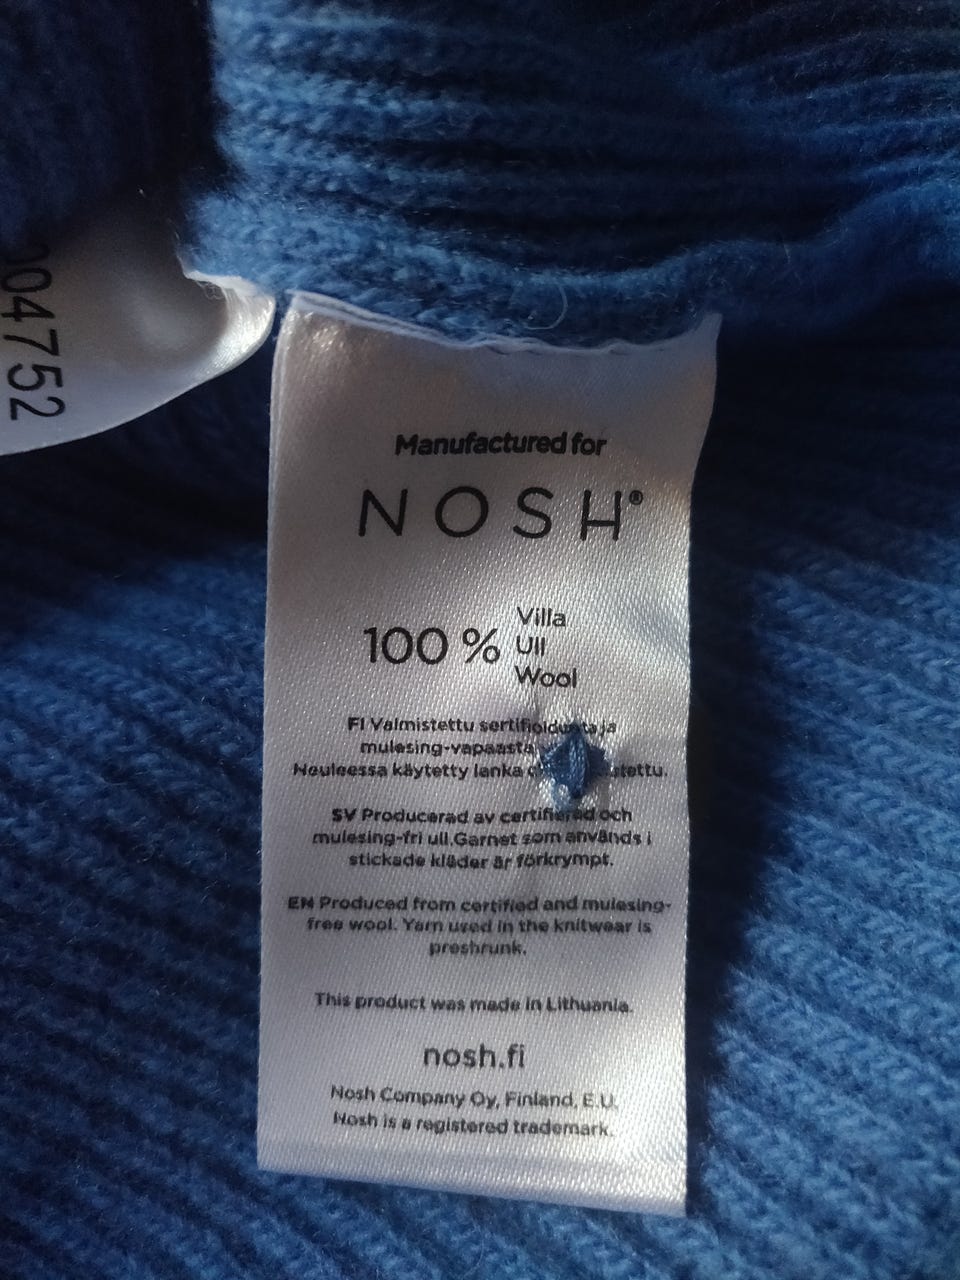 004752
Manufactured for
NOSH®
100 %
Villa
Ull
Wool
FI Valmistettu ja
mulesing-vapaasta
Neuleessa käytetty lanka
SV Producerad av certifierad och
mulesing-fri ull.Garnet som används i
stickade kläder är förkrympt.
EN Produced from certified and mulesing-
free wool. Yarn used in the knitwear is
preshrunk.
This product was made in Lithuania.
nosh.fi
Nosh Company Oy, Finland, E.U.
Nosh is a registered trademark.